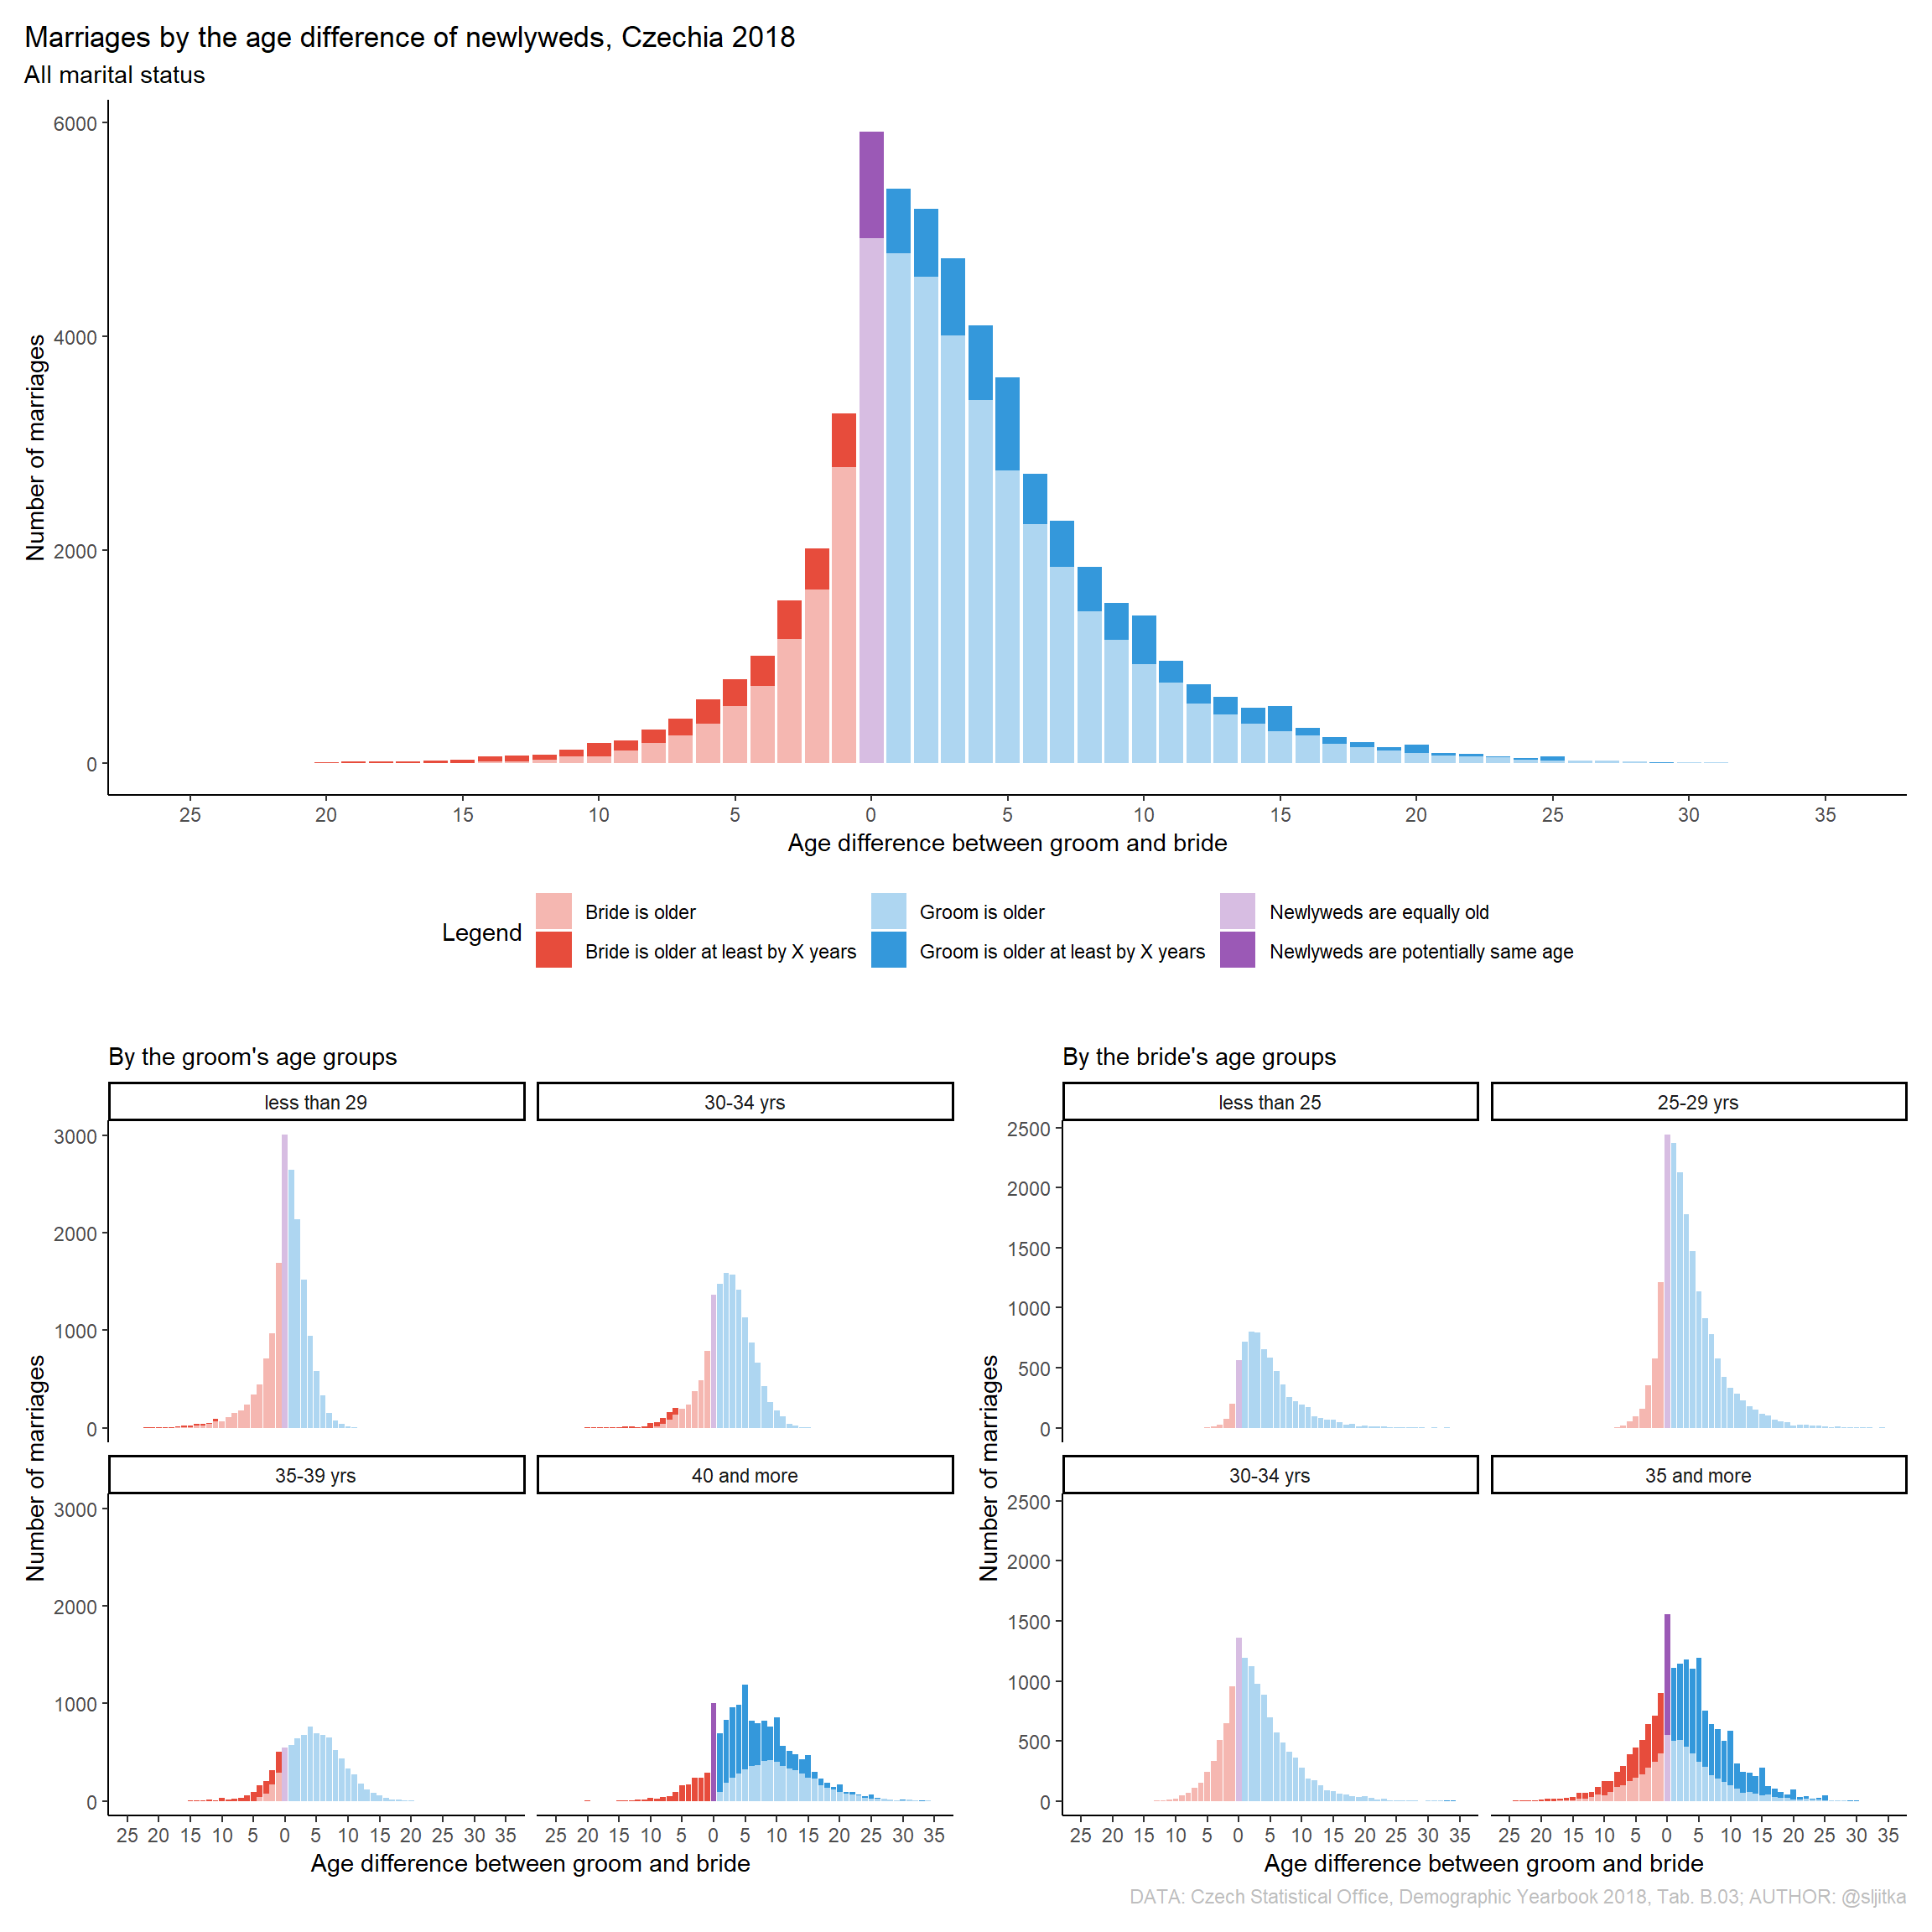 Marriages by the age difference of newlyweds, Czechia 2018
All marital status
Number of marriages
6000
4000
2000
0
25 20 15 10 5 0 5 10 15 20 25 30 35
Age difference between groom and bride
Legend
Bride is older
Groom is older
Newlyweds are equally old
Bride is older at least by X years
Groom is older at least by X years
Newlyweds are potentially same age
By the groom's age groups
less than 29
30-34 yrs
3000
2000
1000
0
35-39 yrs
40 and more
3000
2000
1000
0
Number of marriages
25 20 15 10 5 0 5 10 15 20 25 30 35
25 20 15 10 5 0 5 10 15 20 25 30 35
Age difference between groom and bride
By the bride's age groups
less than 25
25-29 yrs
2500
2000
1500
1000
500
0
30-34 yrs
35 and more
2500
2000
1500
1000
500
0
Number of marriages
25 20 15 10 5 0 5 10 15 20 25 30 35
25 20 15 10 5 0 5 10 15 20 25 30 35
Age difference between groom and bride
DATA: Czech Statistical Office, Demographic Yearbook 2018, Tab. B.03; AUTHOR: @sljitka